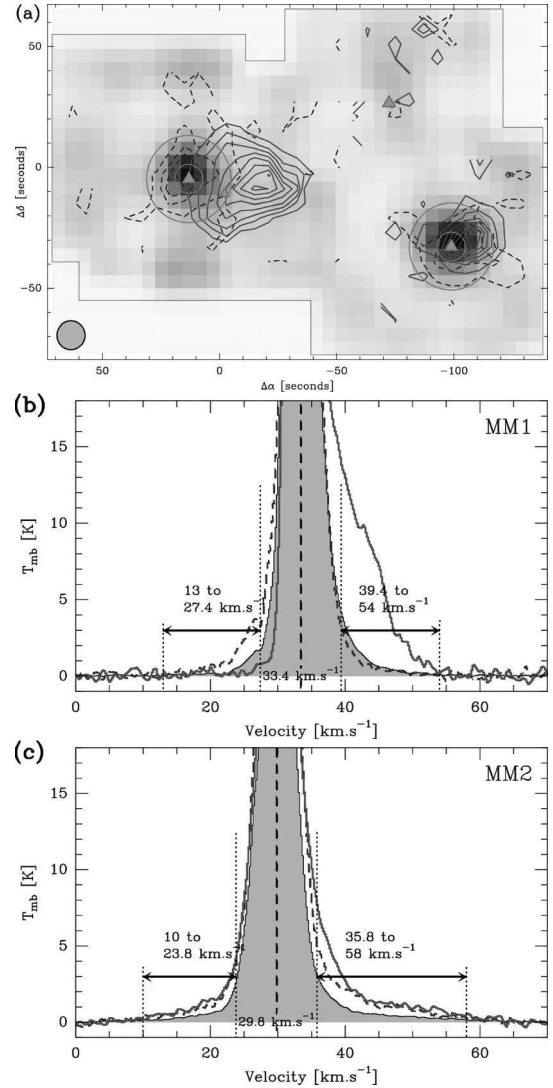 (a)
50
0
−50
Δδ [seconds]
50
0
−50
−100
Δα [seconds]
(b)
MM1
15
10
5
0
T_mb [K]
13 to
27.4 km.s⁻¹
39.4 to
54 km.s⁻¹
33.4 km.s⁻¹
0
20
40
60
Velocity [km.s⁻¹]
(c)
MM2
15
10
5
0
T_mb [K]
10 to
23.8 km.s⁻¹
35.8 to
58 km.s⁻¹
29.8 km.s⁻¹
0
20
40
60
Velocity [km.s⁻¹]